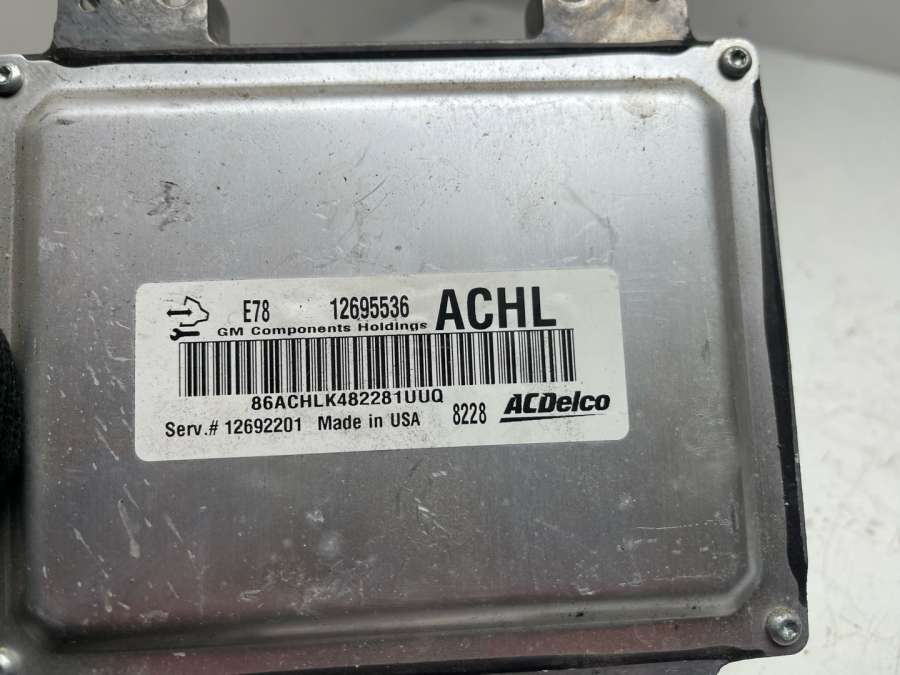 E78 12695536 ACHL
GM Components Holdings
86ACHLK482281UUQ
Serv.# 12692201 Made in USA 8228 ACDelco